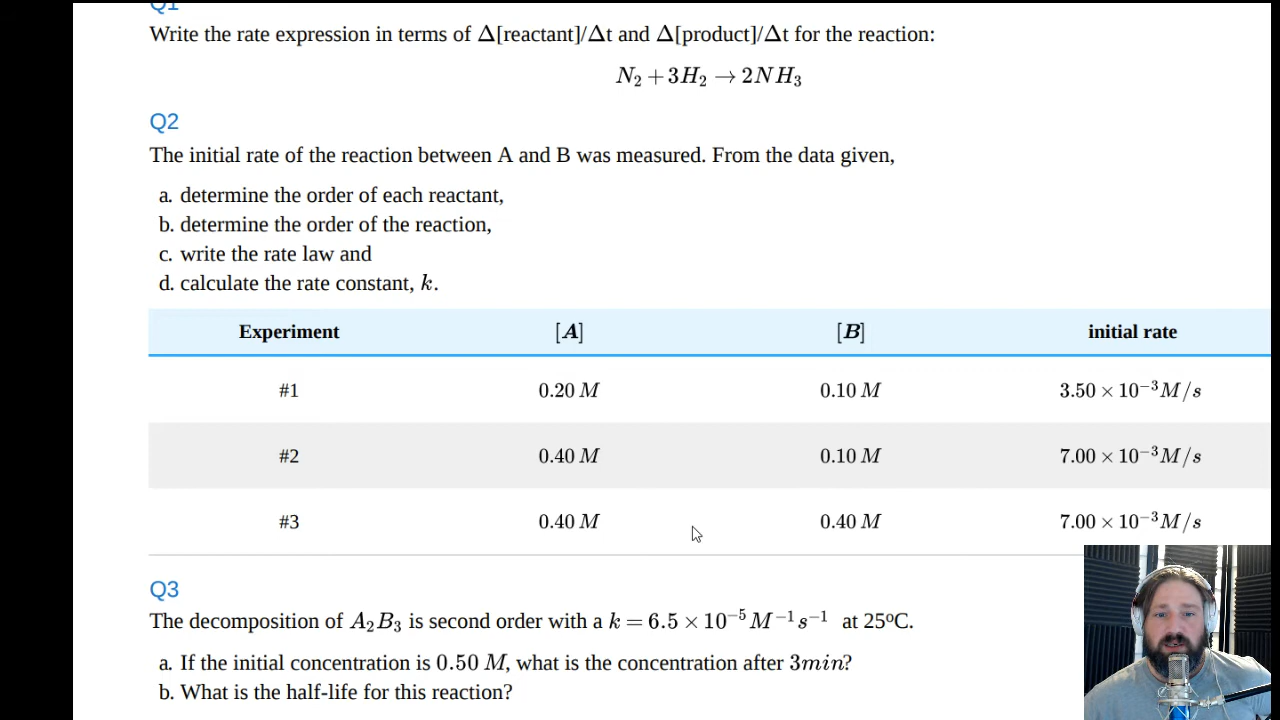 Q1
Write the rate expression in terms of Δ[reactant]/Δt and Δ[product]/Δt for the reaction:
N₂ + 3H₂ → 2NH₃
Q2
The initial rate of the reaction between A and B was measured. From the data given,
a. determine the order of each reactant,
b. determine the order of the reaction,
c. write the rate law and
d. calculate the rate constant, k.
Experiment [A] [B] initial rate
#1 0.20 M 0.10 M 3.50 × 10⁻³ M/s
#2 0.40 M 0.10 M 7.00 × 10⁻³ M/s
#3 0.40 M 0.40 M 7.00 × 10⁻³ M/s
Q3
The decomposition of A₂B₃ is second order with a k = 6.5 × 10⁻⁵ M⁻¹s⁻¹ at 25ºC.
a. If the initial concentration is 0.50 M, what is the concentration after 3min?
b. What is the half-life for this reaction?